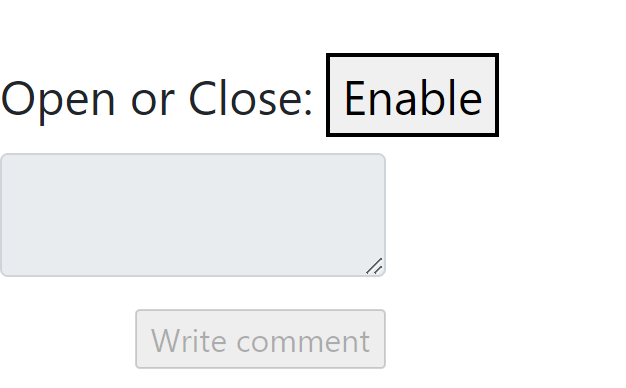 Open or Close: Enable
Write comment